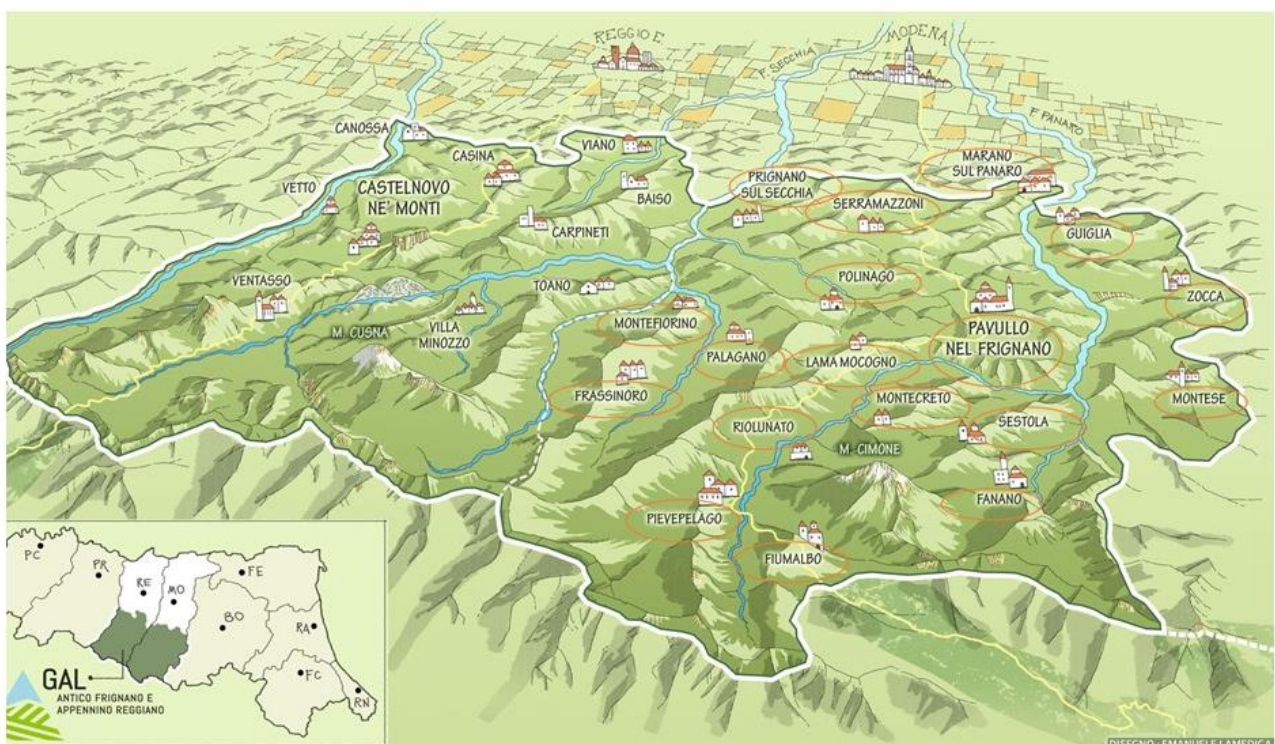 REGGIO E.
MODENA
F. SECCHIA
F. PANARO
CANOSSA
VIANO
CASINA
MARANO
SUL PANARO
PRIGNANO
SUL SECCHIA
VETTO
CASTELNOVO
NE' MONTI
BAISO
SERRAMAZZONI
CARPINETI
GUIGLIA
VENTASSO
TOANO
POLINAGO
ZOCCA
M. CUSNA
VILLA
MINOZZO
MONTEFIORINO
PALAGANO
LAMA MOCOGNO
PAVULLO
NEL FRIGNANO
FRASSINORO
MONTECRETO
MONTESE
RIOLUNATO
SESTOLA
M. CIMONE
FANANO
PIEVEPELAGO
FIUMALBO
PC
PR
RE
MO
FE
BO
RA
FC
RN
GAL
ANTICO FRIGNANO E
APPENNINO REGGIANO
DISEGNO: EMANUELE LAMEDICA